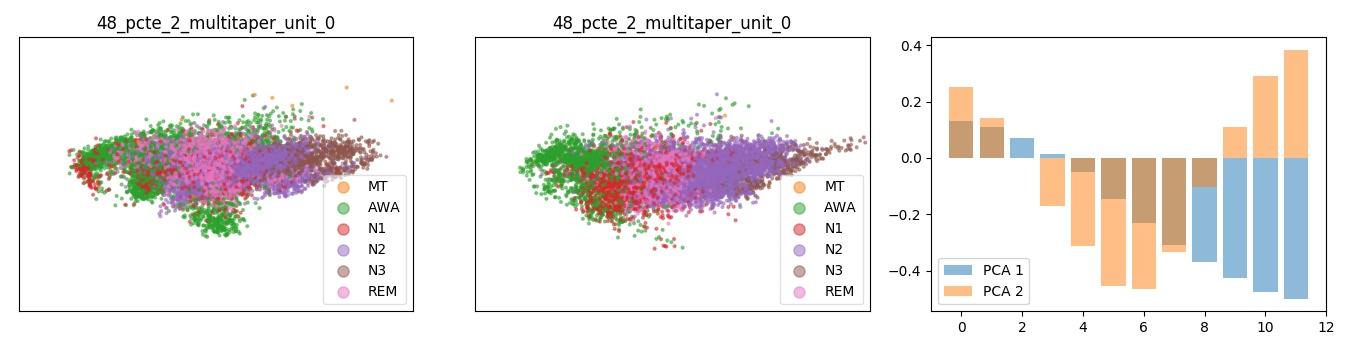 48_pcte_2_multitaper_unit_0
MT
AWA
N1
N2
N3
REM
48_pcte_2_multitaper_unit_0
MT
AWA
N1
N2
N3
REM
0.4
0.2
0.0
−0.2
−0.4
PCA 1
PCA 2
0 2 4 6 8 10 12